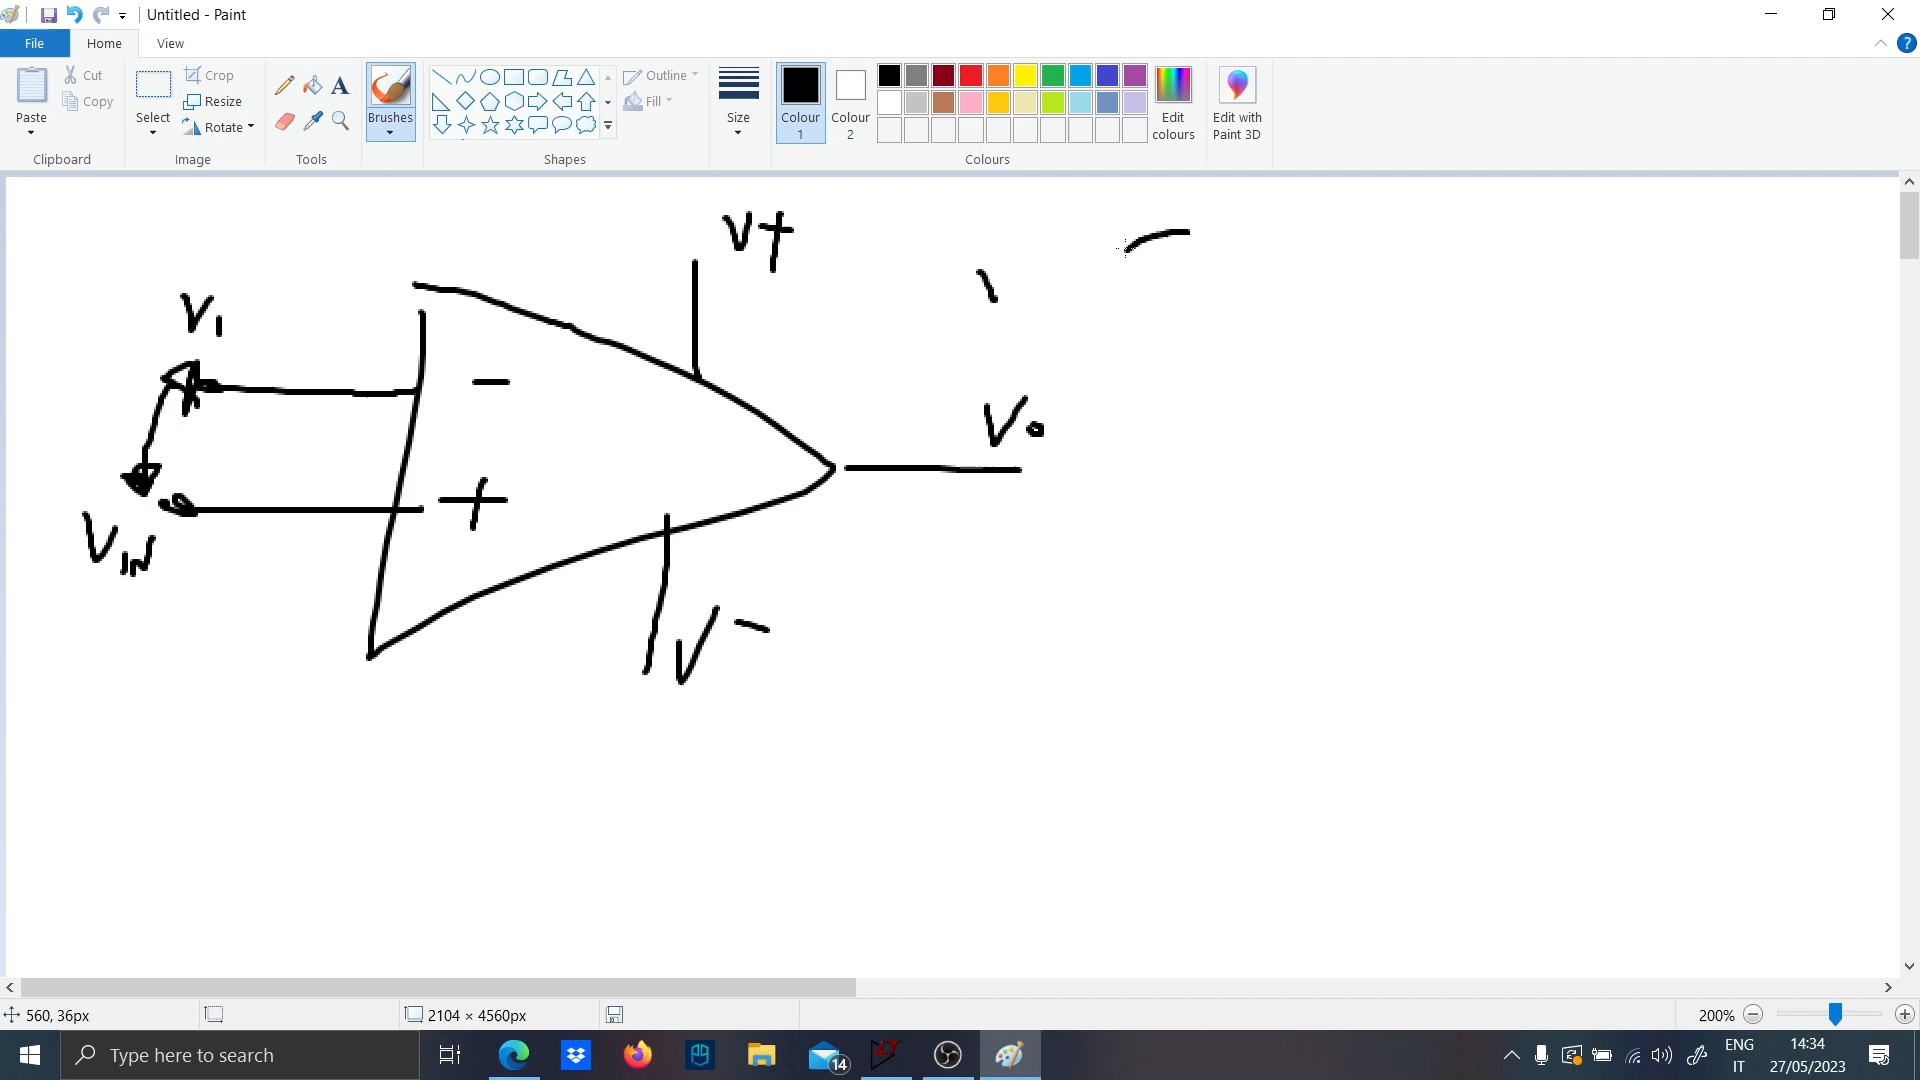 Untitled - Paint
File Home View
Paste
Cut
Copy
Clipboard
Select
Crop
Resize
Rotate
Image
Tools
Brushes
Shapes
Outline
Fill
Size
Colour 1
Colour 2
Colours
Edit colours
Edit with Paint 3D
V+
V1
-
Vo
+
VIN
V-
560, 36px
2104 × 4560px
200%
Type here to search
14
ENG
IT
14:34
27/05/2023